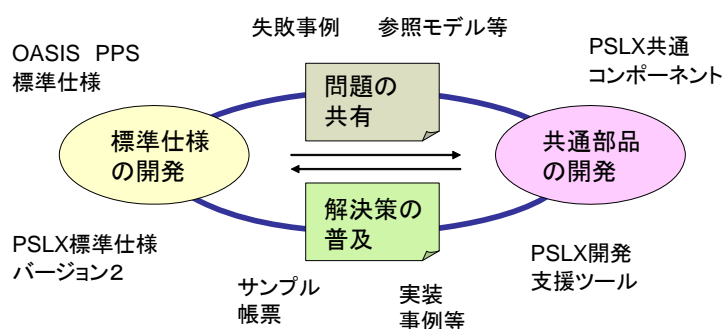 失敗事例
参照モデル等
OASIS PPS
標準仕様
PSLX共通
コンポーネント
問題の
共有
標準仕様
の開発
共通部品
の開発
解決策の
普及
PSLX標準仕様
バージョン2
PSLX開発
支援ツール
サンプル
帳票
実装
事例等